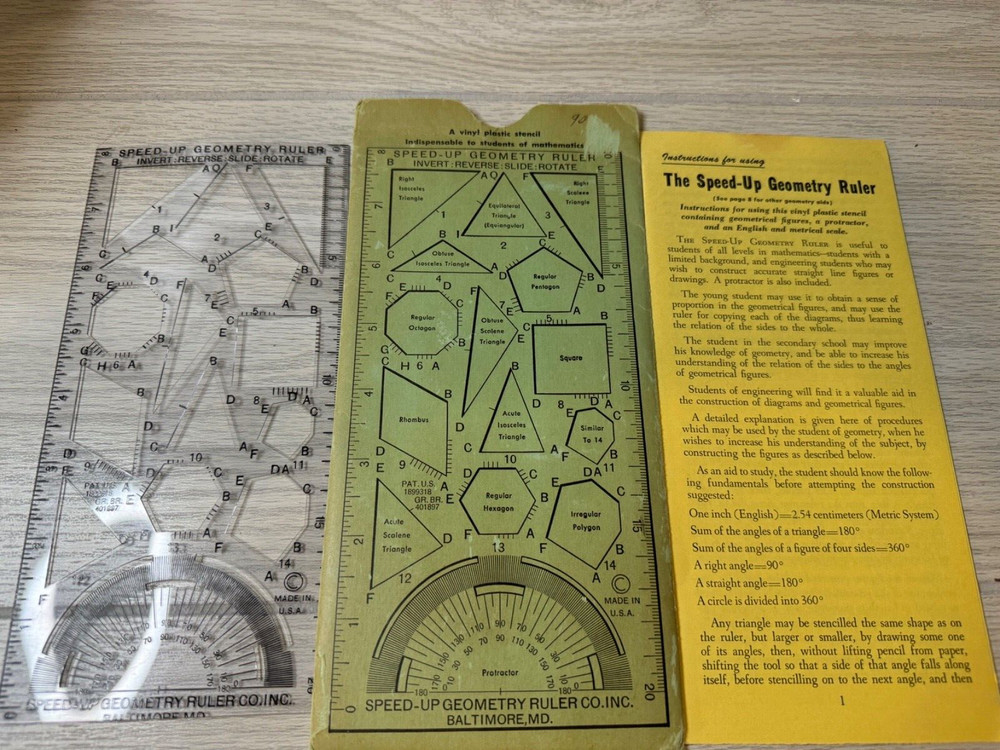 SPEED-UP GEOMETRY RULER
INVERT:REVERSE:SLIDE:ROTATE
PAT. U.S.
1899318
GR. BR.
401897
MADE IN
U.S.A.
SPEED-UP GEOMETRY RULER CO.INC.
BALTIMORE,MD.
90
A vinyl plastic stencil
Indispensable to students of mathematics
SPEED-UP GEOMETRY RULER
INVERT:REVERSE:SLIDE:ROTATE
Right
Isosceles
Triangle
1
Equilateral
Triangle
(Equiangular)
2
Right
Scalene
Triangle
3
Obtuse
Isosceles Triangle
4
Regular
Pentagon
5
Regular
Octagon
6
Obtuse
Scalene
Triangle
7
Square
8
Rhombus
9
Acute
Isosceles
Triangle
10
Similar
To 14
11
PAT. U.S.
1899318
GR. BR.
401897
Regular
Hexagon
13
Irregular
Polygon
14
Acute
Scalene
Triangle
12
©
MADE IN
U.S.A.
Protractor
SPEED-UP GEOMETRY RULER CO.INC.
BALTIMORE,MD.
Instructions for using
The Speed-Up Geometry Ruler
(See page 8 for other geometry aids)
Instructions for using this vinyl plastic stencil
containing geometrical figures, a protractor,
and an English and metrical scale.
THE SPEED-UP GEOMETRY RULER is useful to
students of all levels in mathematics—students with a
limited background, and engineering students who may
wish to construct accurate straight line figures or
drawings. A protractor is also included.
The young student may use it to obtain a sense of
proportion in the geometrical figures, and may use the
ruler for copying each of the diagrams, thus learning
the relation of the sides to the whole.
The student in the secondary school may improve
his knowledge of geometry, and be able to increase his
understanding of the relation of the sides to the angles
of geometrical figures.
Students of engineering will find it a valuable aid in
the construction of diagrams and geometrical figures.
A detailed explanation is given here of procedures
which may be used by the student of geometry, when he
wishes to increase his understanding of the subject, by
constructing the figures as described below.
As an aid to study, the student should know the follow-
ing fundamentals before attempting the construction
suggested:
One inch (English)=2.54 centimeters (Metric System)
Sum of the angles of a triangle=180°
Sum of the angles of a figure of four sides=360°
A right angle=90°
A straight angle=180°
A circle is divided into 360°
Any triangle may be stencilled the same shape as on
the ruler, but larger or smaller, by drawing some one
of its angles, then, without lifting pencil from paper,
shifting the tool so that a side of that angle falls along
itself, before stencilling on to the next angle, and then
1